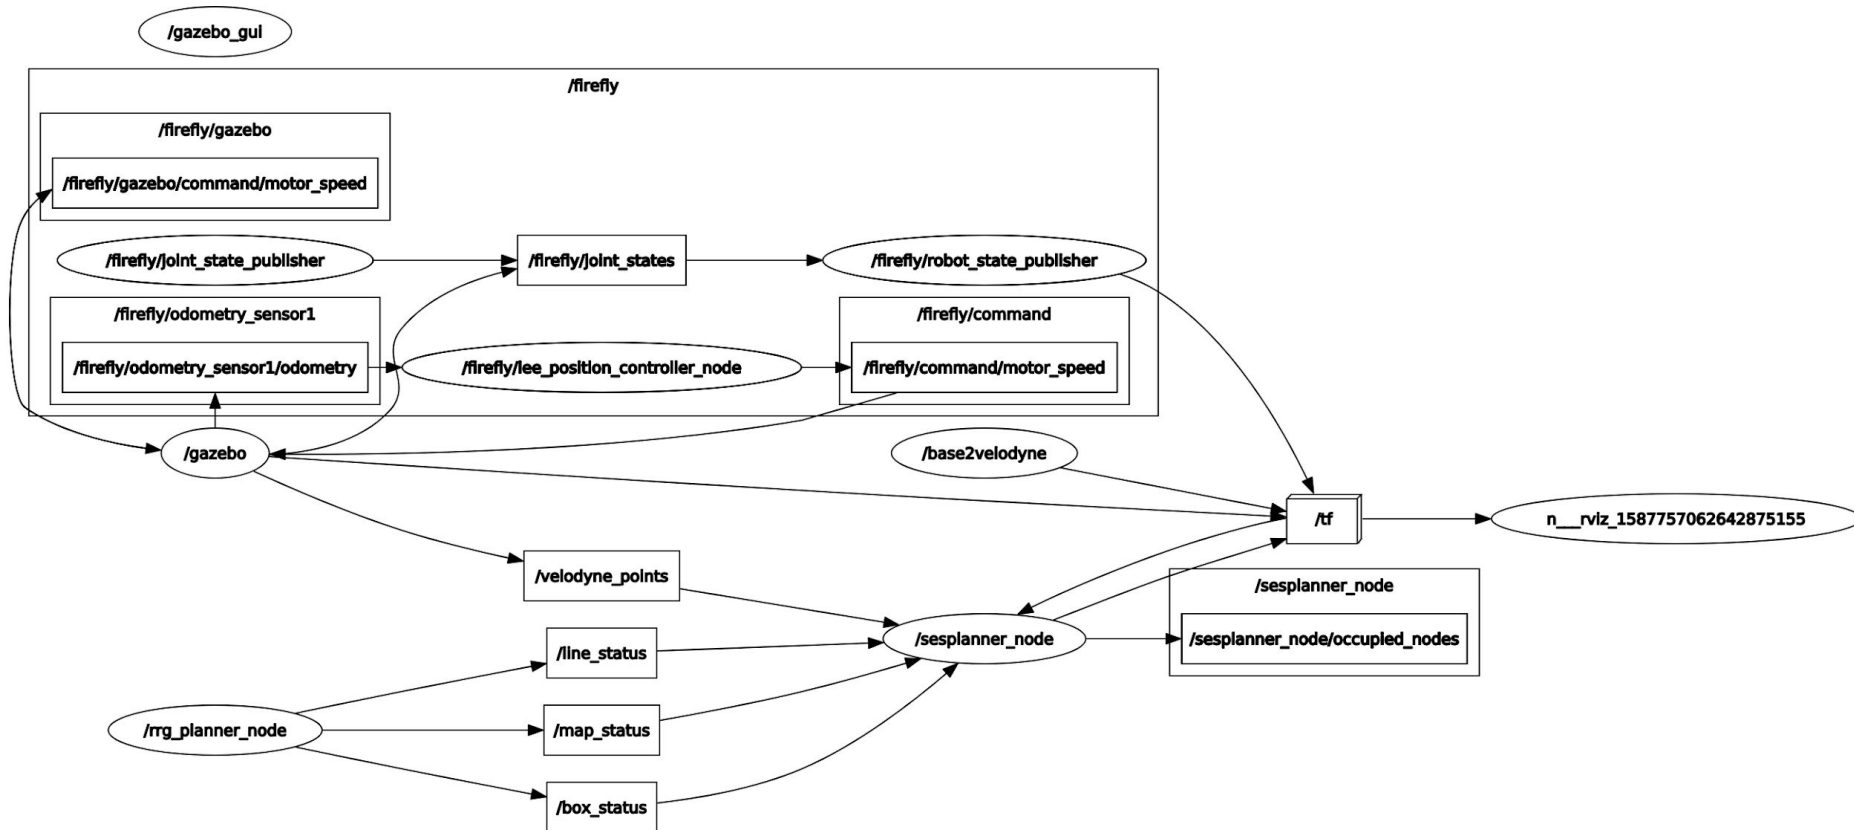 /gazebo_gui
/firefly
/firefly/gazebo
/firefly/gazebo/command/motor_speed
/firefly/joint_state_publisher
/firefly/joint_states
/firefly/robot_state_publisher
/firefly/odometry_sensor1
/firefly/command
/firefly/odometry_sensor1/odometry
/firefly/lee_position_controller_node
/firefly/command/motor_speed
/gazebo
/base2velodyne
/tf
n__rviz_1587757062642875155
/velodyne_points
/sesplanner_node
/line_status
/sesplanner_node
/sesplanner_node/occupied_nodes
/rrg_planner_node
/map_status
/box_status